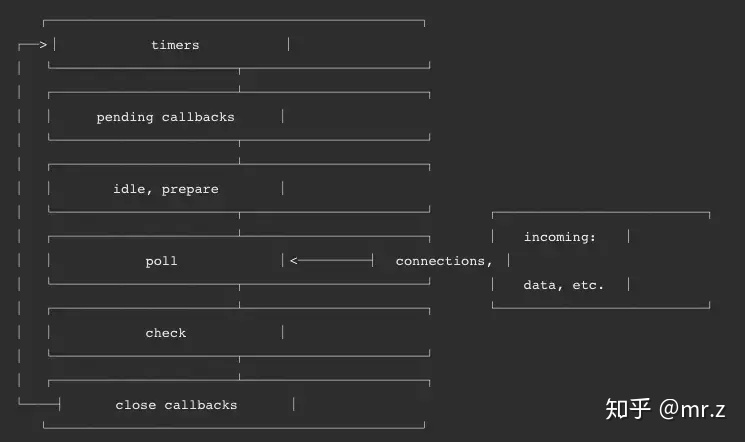 timers
pending callbacks
idle, prepare
incoming:
poll
connections,
data, etc.
check
close callbacks
知乎 @mr.z